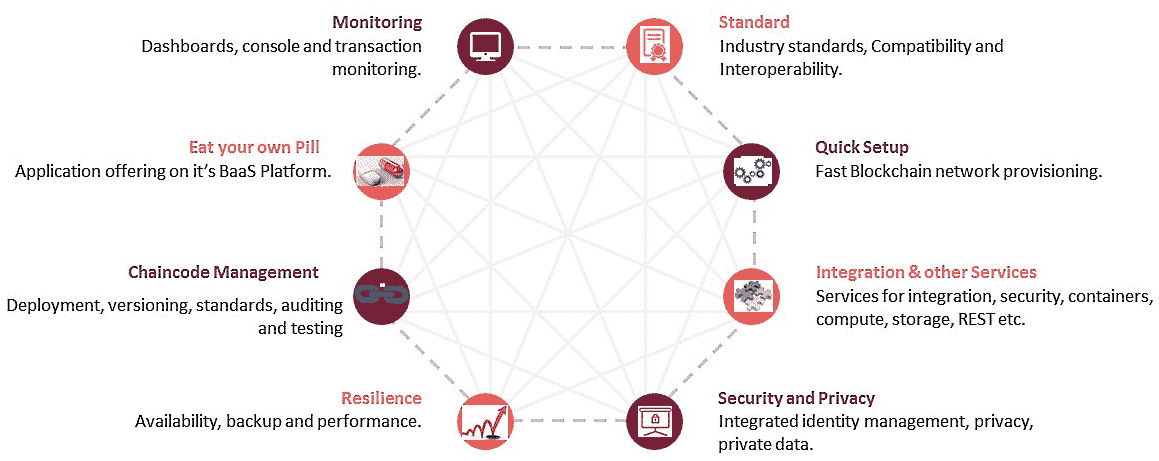 Monitoring
Dashboards, console and transaction
monitoring.
Standard
Industry standards, Compatibility and
Interoperability.
Eat your own Pill
Application offering on it's BaaS Platform.
Quick Setup
Fast Blockchain network provisioning.
Chaincode Management
Deployment, versioning, standards, auditing
and testing
Integration & other Services
Services for integration, security, containers,
compute, storage, REST etc.
Resilience
Availability, backup and performance.
Security and Privacy
Integrated identity management, privacy,
private data.